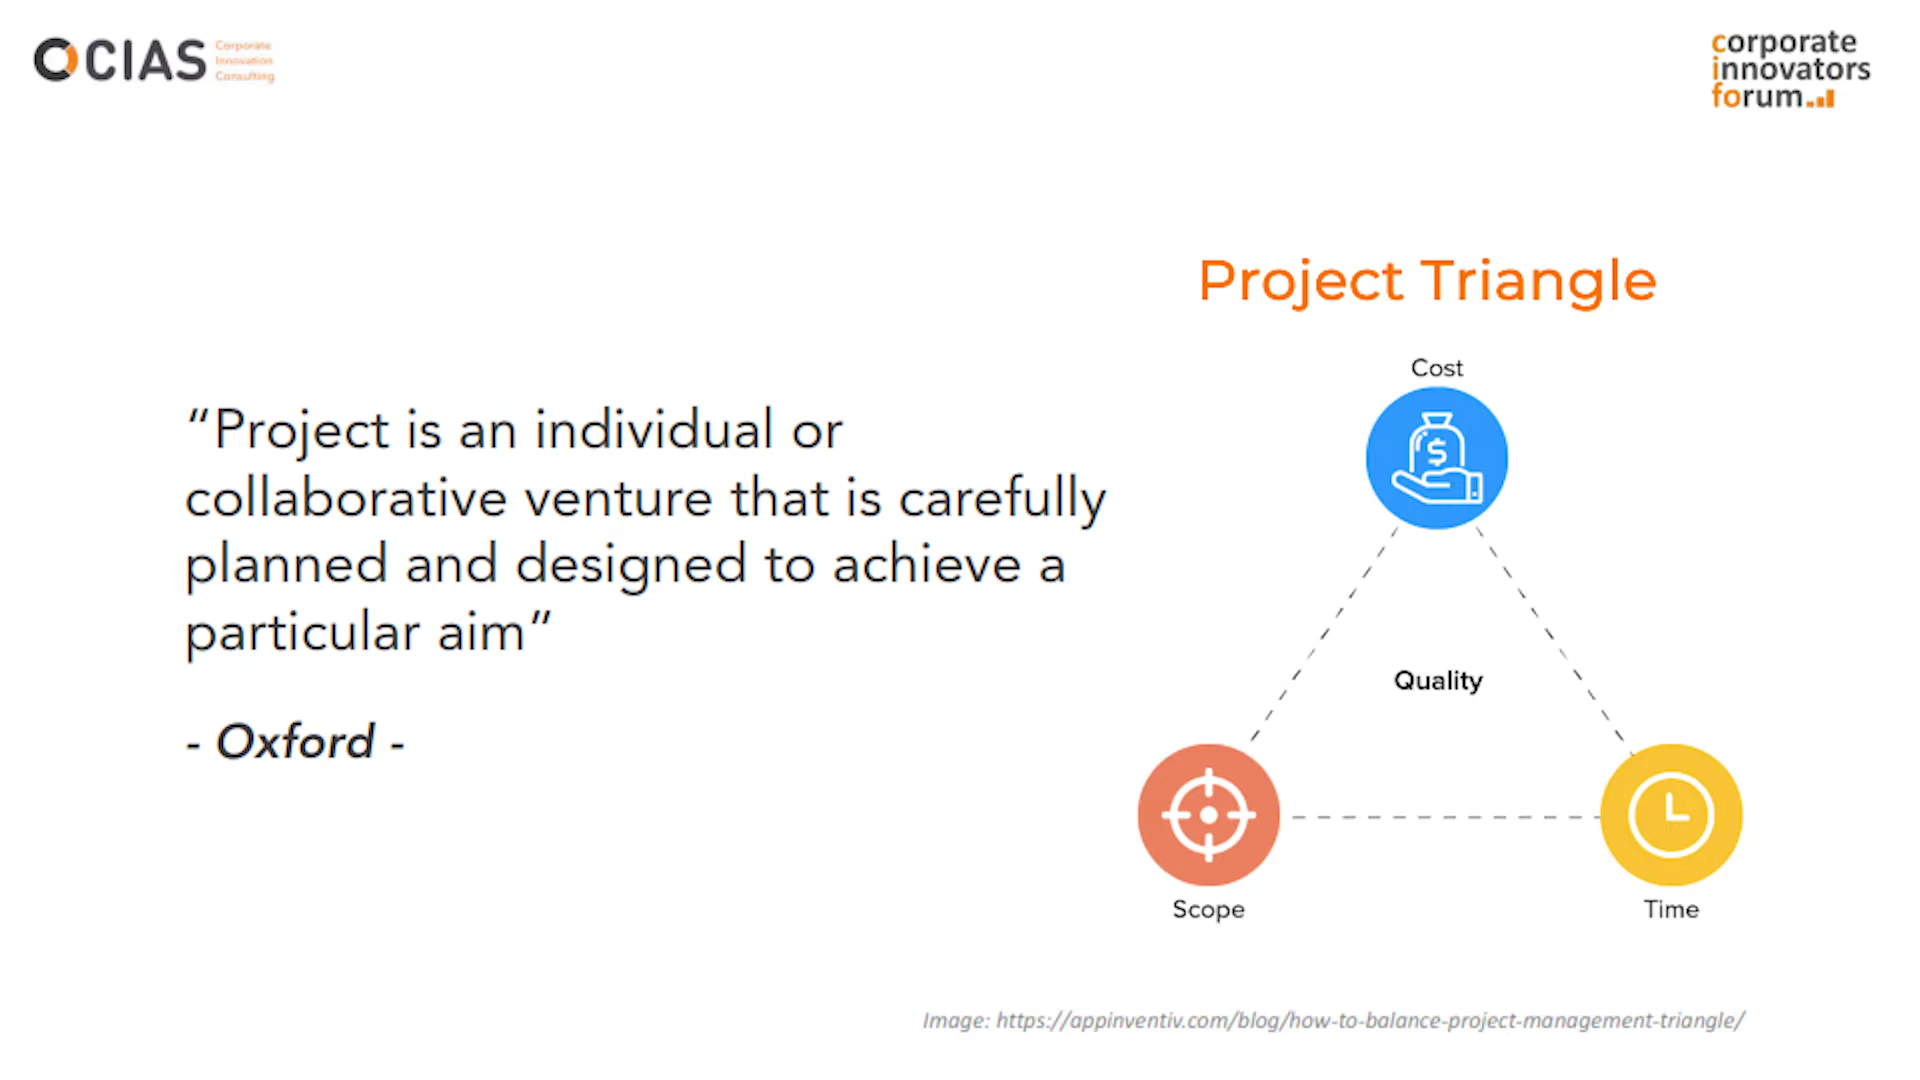 CIAS
Corporate
Innovation
Consulting
corporate
innovators
forum
Project Triangle
“Project is an individual or
collaborative venture that is carefully
planned and designed to achieve a
particular aim”
- Oxford -
Cost
$
Quality
Scope
Time
Image: https://appinventiv.com/blog/how-to-balance-project-management-triangle/